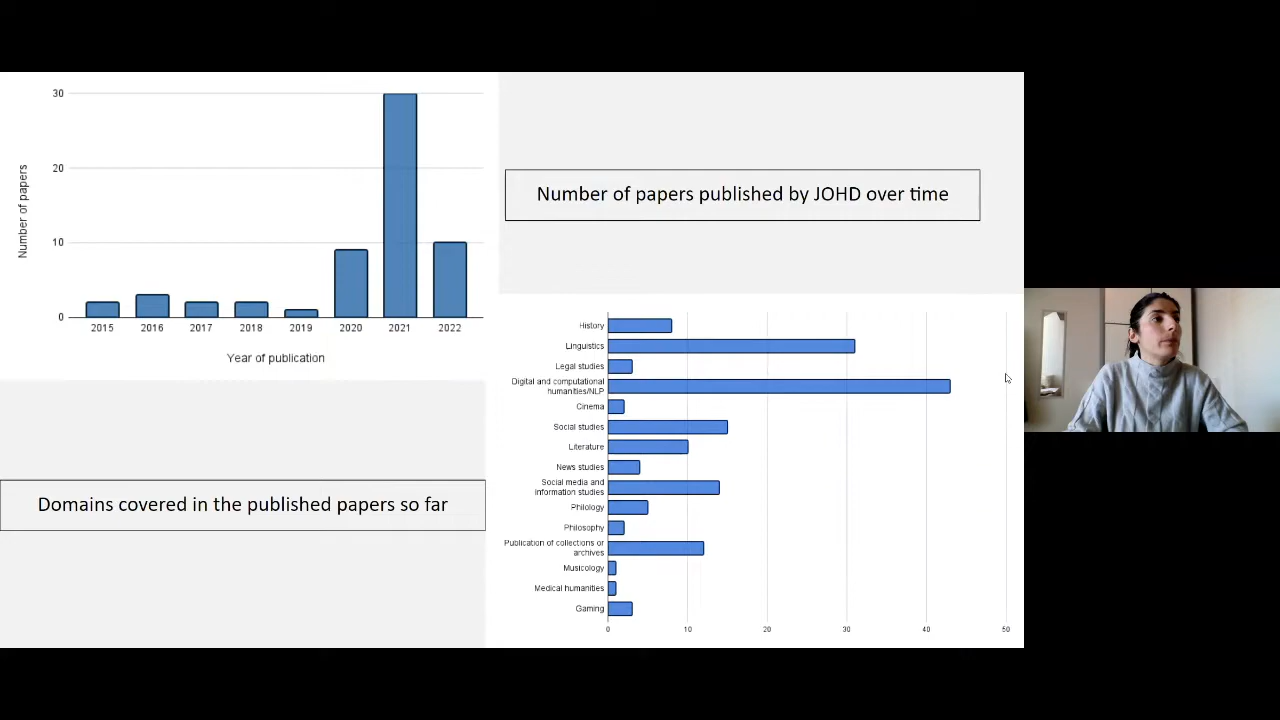 30
20
10
0
Number of papers
2015 2016 2017 2018 2019 2020 2021 2022
Year of publication
Number of papers published by JOHD over time
Domains covered in the published papers so far
History
Linguistics
Legal studies
Digital and computational
humanities/NLP
Cinema
Social studies
Literature
News studies
Social media and
information studies
Philology
Philosophy
Publication of collections or
archives
Musicology
Medical humanities
Gaming
0 10 20 30 40 50